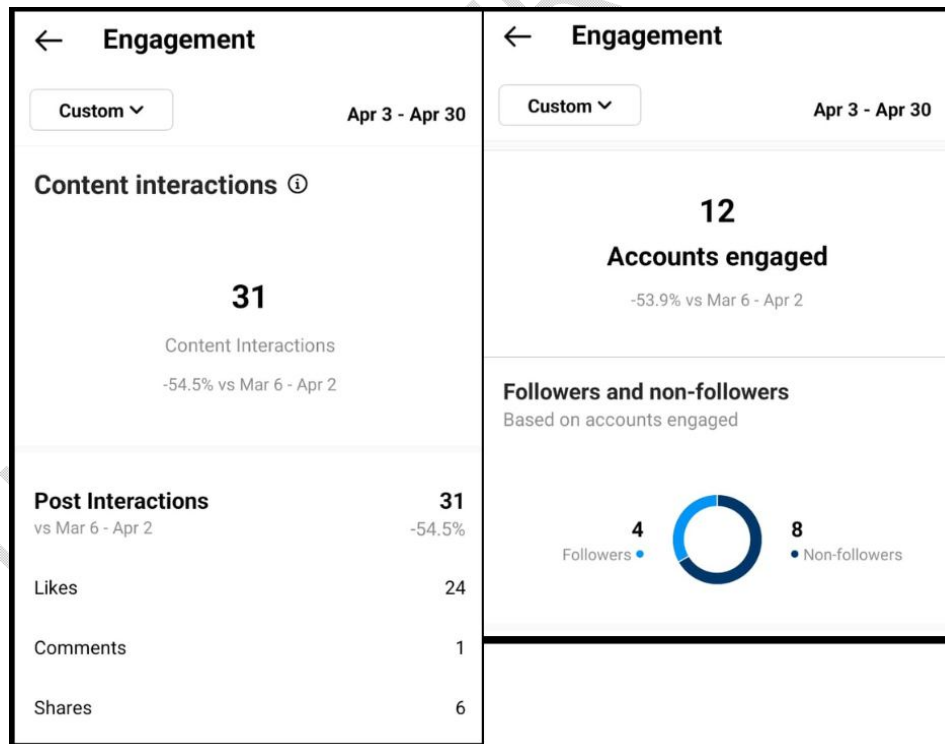 Engagement
Custom
Apr 3 - Apr 30
Content interactions
31
Content Interactions
-54.5% vs Mar 6 - Apr 2
Post Interactions 31
vs Mar 6 - Apr 2 -54.5%
Likes 24
Comments 1
Shares 6
Engagement
Custom
Apr 3 - Apr 30
12
Accounts engaged
-53.9% vs Mar 6 - Apr 2
Followers and non-followers
Based on accounts engaged
4 8
Followers Non-followers